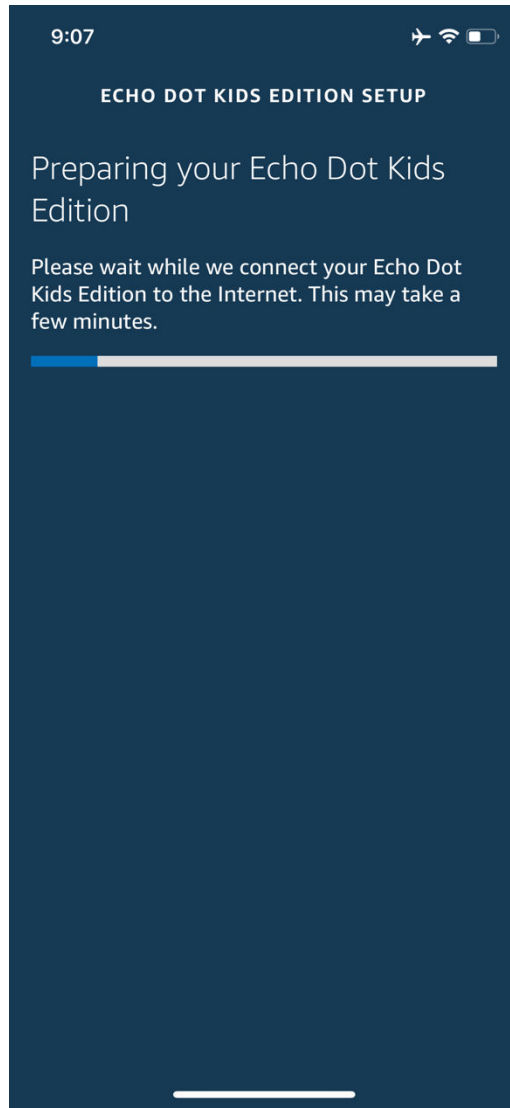 9:07
ECHO DOT KIDS EDITION SETUP
Preparing your Echo Dot Kids
Edition
Please wait while we connect your Echo Dot
Kids Edition to the Internet. This may take a
few minutes.